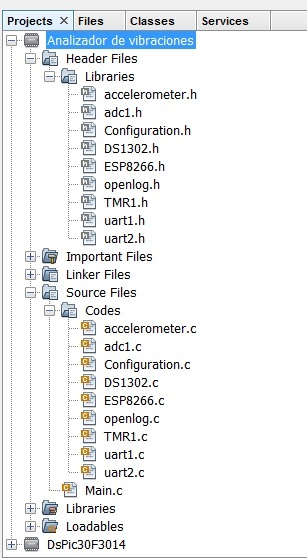 Projects × Files Classes Services
Analizador de vibraciones
Header Files
Libraries
accelerometer.h
adc1.h
Configuration.h
DS1302.h
ESP8266.h
openlog.h
TMR1.h
uart1.h
uart2.h
Important Files
Linker Files
Source Files
Codes
accelerometer.c
adc1.c
Configuration.c
DS1302.c
ESP8266.c
openlog.c
TMR1.c
uart1.c
uart2.c
Main.c
Libraries
Loadables
DsPic30F3014